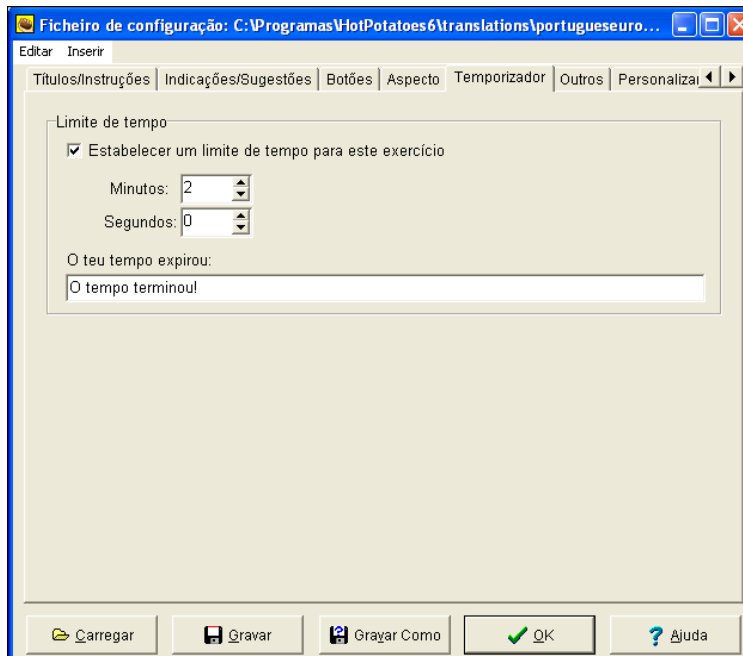 Ficheiro de configuração: C:\Programas\HotPotatoes6\translations\portugueseeuro...
Editar Inserir
Títulos/Instruções Indicações/Sugestões Botões Aspecto Temporizador Outros Personalizar
Limite de tempo
Estabelecer um limite de tempo para este exercício
Minutos: 2
Segundos: 0
O teu tempo expirou:
O tempo terminou!
Carregar Gravar Gravar Como OK Ajuda